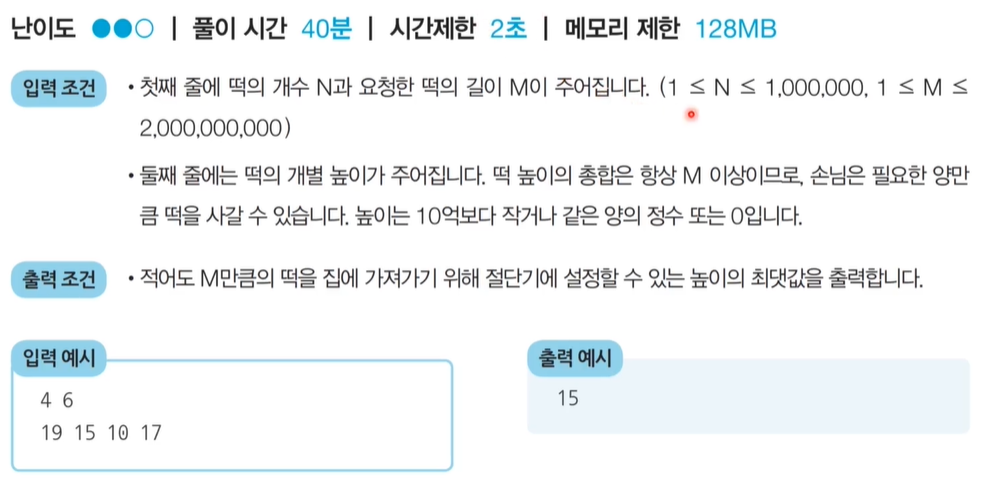 난이도 ●●○ | 풀이 시간 40분 | 시간제한 2초 | 메모리 제한 128MB
입력 조건 • 첫째 줄에 떡의 개수 N과 요청한 떡의 길이 M이 주어집니다. (1 ≤ N ≤ 1,000,000, 1 ≤ M ≤
2,000,000,000)
• 둘째 줄에는 떡의 개별 높이가 주어집니다. 떡 높이의 총합은 항상 M 이상이므로, 손님은 필요한 양만
큼 떡을 사갈 수 있습니다. 높이는 10억보다 작거나 같은 양의 정수 또는 0입니다.
출력 조건 • 적어도 M만큼의 떡을 집에 가져가기 위해 절단기에 설정할 수 있는 높이의 최댓값을 출력합니다.
입력 예시
4 6
19 15 10 17
출력 예시
15